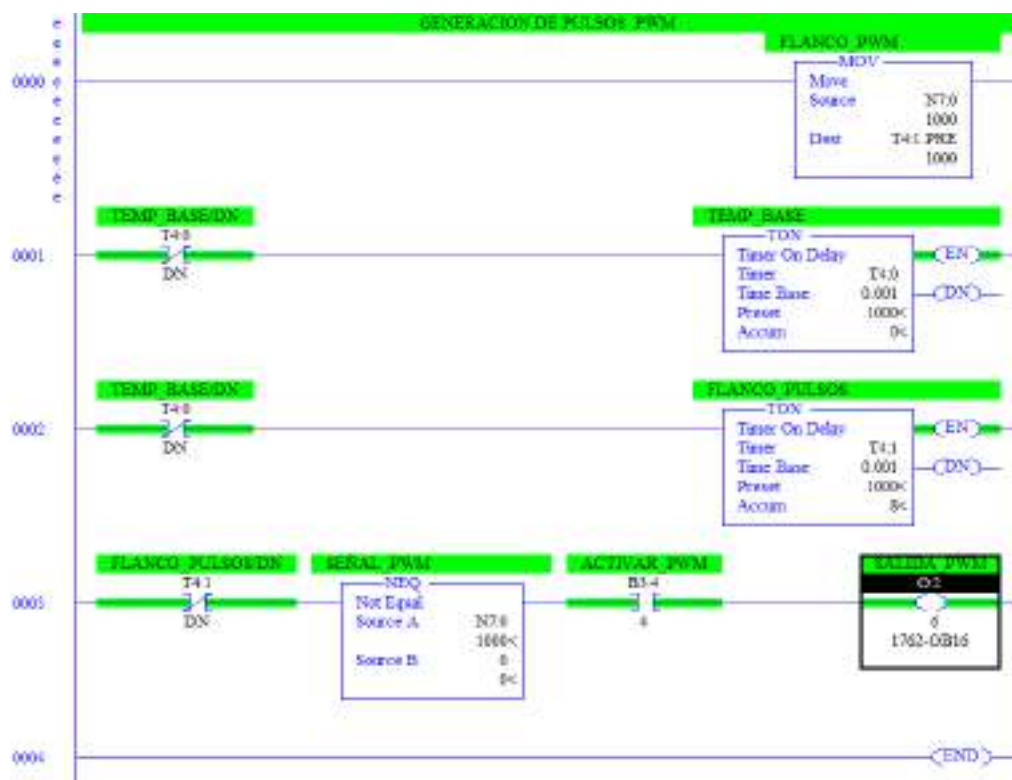 GENERACION DE PULSOS PWM
e
e
e
e
e
e
e
e
e
FLANCO_PWM
0000
MOV
Move
Source N7:0
1000
Dest T4:1.PRE
1000
TEMP_BASE/DN
TEMP_BASE
0001
T4:0
DN
TON
Timer On Delay
Timer T4:0
Time Base 0.001
Preset 1000<
Accum 0<
EN
DN
TEMP_BASE/DN
FLANCO_PULSOS
0002
T4:0
DN
TON
Timer On Delay
Timer T4:1
Time Base 0.001
Preset 1000<
Accum 8<
EN
DN
FLANCO_PULSOS/DN
SEÑAL_PWM
ACTIVAR_PWM
SALIDA_PWM
0003
T4:1
DN
NEQ
Not Equal
Source A N7:0
1000<
Source B 0
0<
B3:4
O:2
6
1762-OB16
0004
END